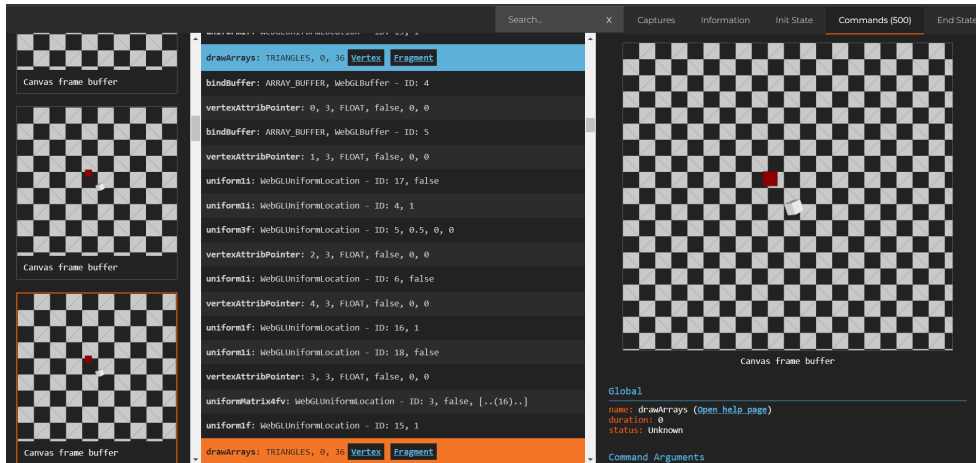 Search...
X
Captures
Information
Init State
Commands (500)
End State
Canvas frame buffer
Canvas frame buffer
Canvas frame buffer
drawArrays: TRIANGLES, 0, 36 Vertex Fragment
bindBuffer: ARRAY_BUFFER, WebGLBuffer - ID: 4
vertexAttribPointer: 0, 3, FLOAT, false, 0, 0
bindBuffer: ARRAY_BUFFER, WebGLBuffer - ID: 5
vertexAttribPointer: 1, 3, FLOAT, false, 0, 0
uniform1i: WebGLUniformLocation - ID: 17, false
uniform1i: WebGLUniformLocation - ID: 4, 1
uniform3f: WebGLUniformLocation - ID: 5, 0.5, 0, 0
vertexAttribPointer: 2, 3, FLOAT, false, 0, 0
uniform1i: WebGLUniformLocation - ID: 6, false
vertexAttribPointer: 4, 3, FLOAT, false, 0, 0
uniform1f: WebGLUniformLocation - ID: 16, 1
uniform1i: WebGLUniformLocation - ID: 18, false
vertexAttribPointer: 3, 3, FLOAT, false, 0, 0
uniformMatrix4fv: WebGLUniformLocation - ID: 3, false, [..(16)..]
uniform1f: WebGLUniformLocation - ID: 15, 1
drawArrays: TRIANGLES, 0, 36 Vertex Fragment
Canvas frame buffer
Global
name: drawArrays (Open help page)
duration: 0
status: Unknown
Command Arguments